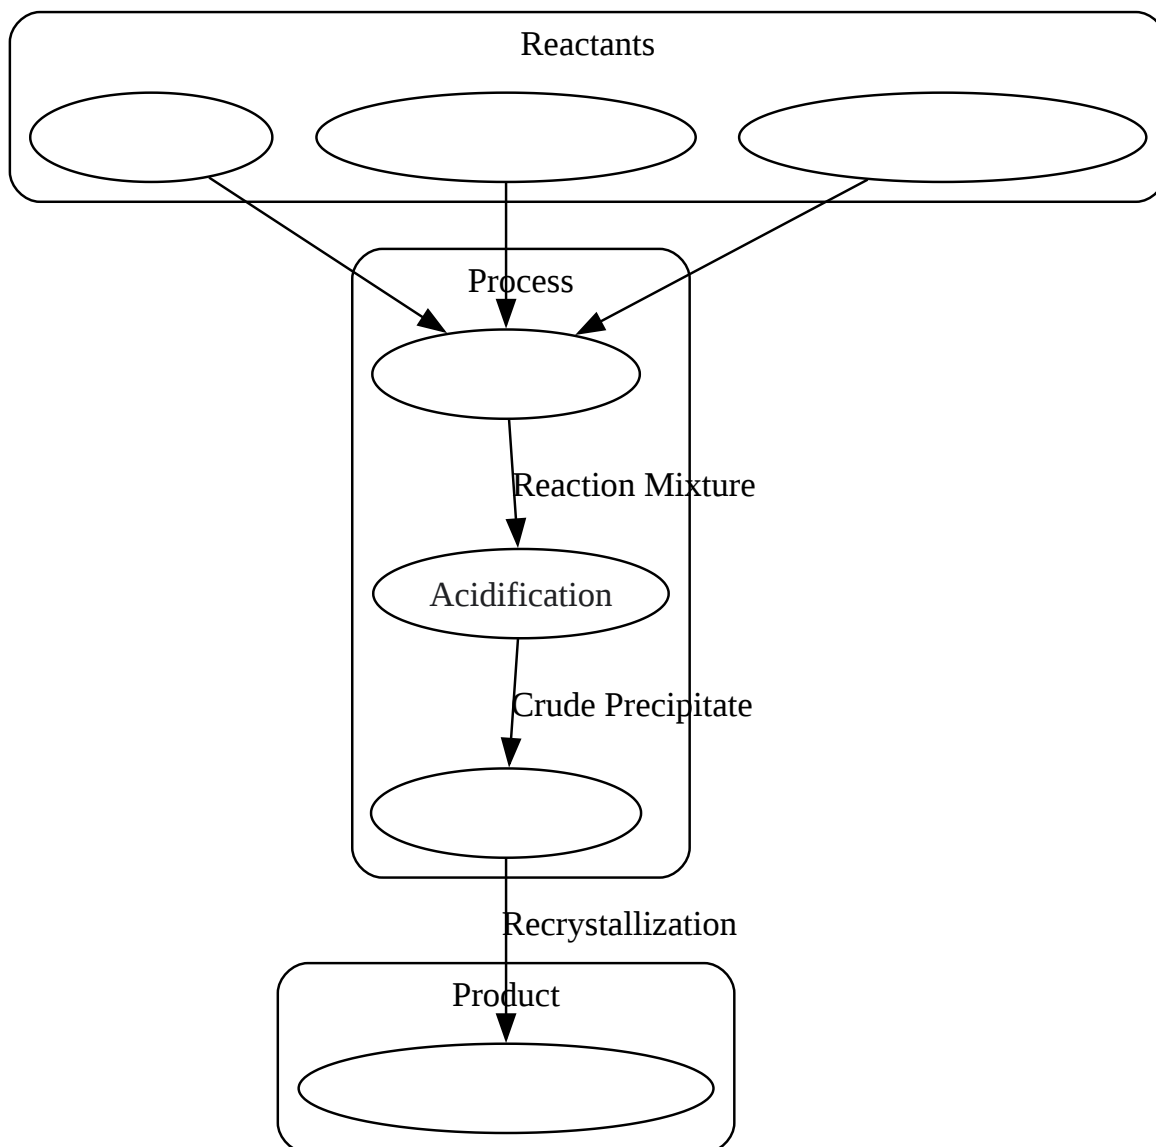 Reactants
Process
Reaction Mixture
Acidification
Crude Precipitate
Recrystallization
Product